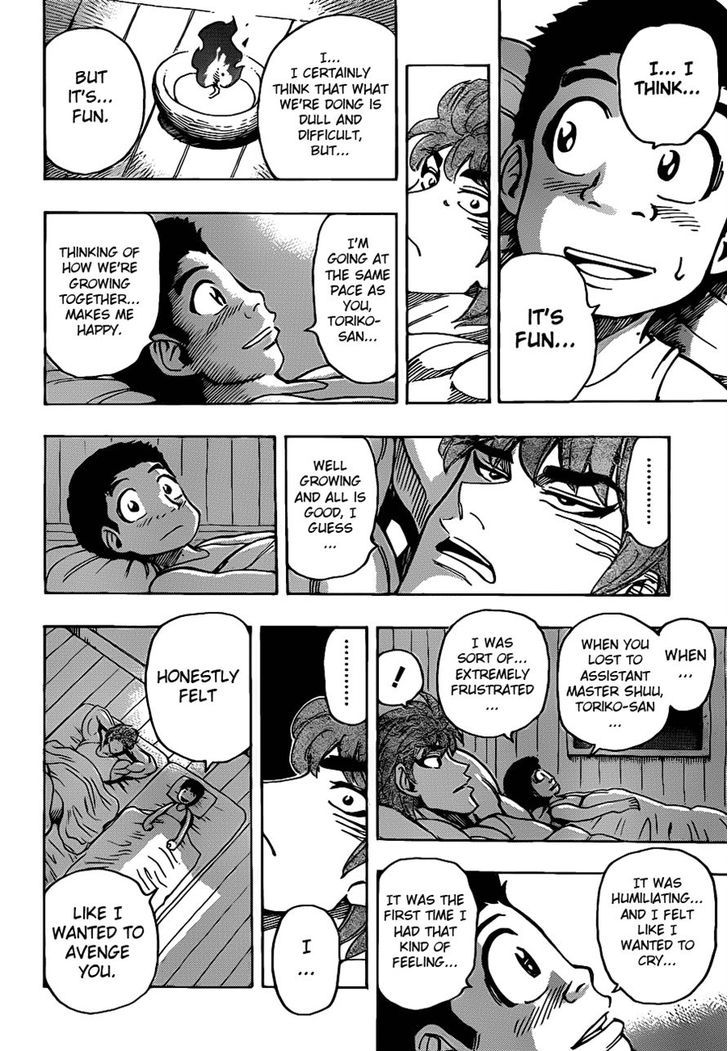 I... I
THINK...
IT'S
FUN...
I...
I CERTAINLY
THINK THAT WHAT
WE'RE DOING IS
DULL AND
DIFFICULT,
BUT...
BUT
IT'S...
FUN.
I'M
GOING AT
THE SAME
PACE AS
YOU,
TORIKO-
SAN...
THINKING OF
HOW WE'RE
GROWING
TOGETHER...
MAKES ME
HAPPY.
.........
WELL
GROWING
AND ALL IS
GOOD, I
GUESS
...
WHEN
...
WHEN YOU
LOST TO
ASSISTANT
MASTER SHUU,
TORIKO-SAN
...
I WAS
SORT OF...
EXTREMELY
FRUSTRATED
...
!
IT WAS
HUMILIATING...
AND I FELT
LIKE I
WANTED TO
CRY...
IT WAS THE
FIRST TIME I
HAD THAT
KIND OF
FEELING...
.........
I
...
HONESTLY
FELT
LIKE I
WANTED TO
AVENGE
YOU.